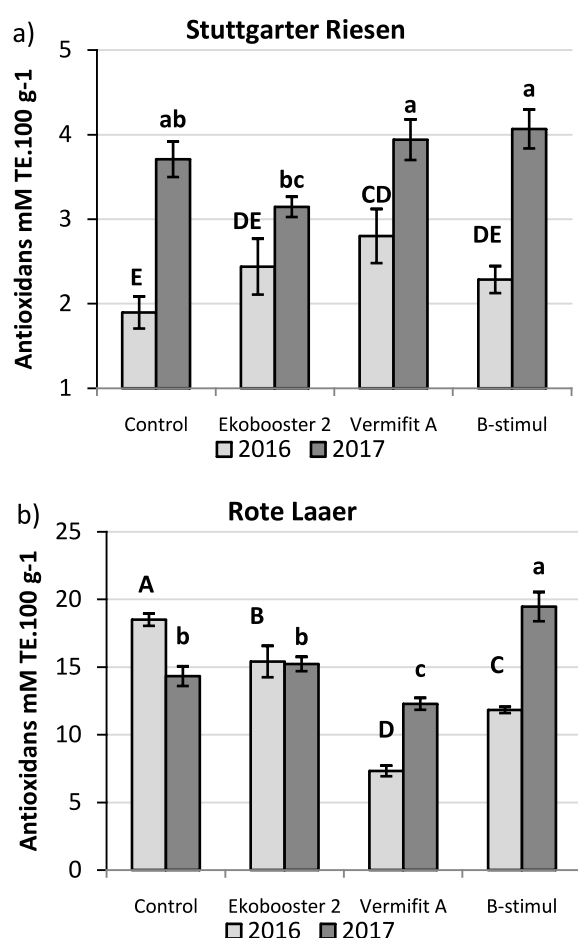 a)
Stuttgarter Riesen
Antioxidans mM TE.100 g-1
5
4
3
2
1
E
ab
DE
bc
CD
a
DE
a
Control Ekobooster 2 Vermifit A B-stimul
2016 2017
b)
Rote Laaer
Antioxidans mM TE.100 g-1
25
20
15
10
5
0
A
b
B
b
D
c
C
a
Control Ekobooster 2 Vermifit A B-stimul
2016 2017